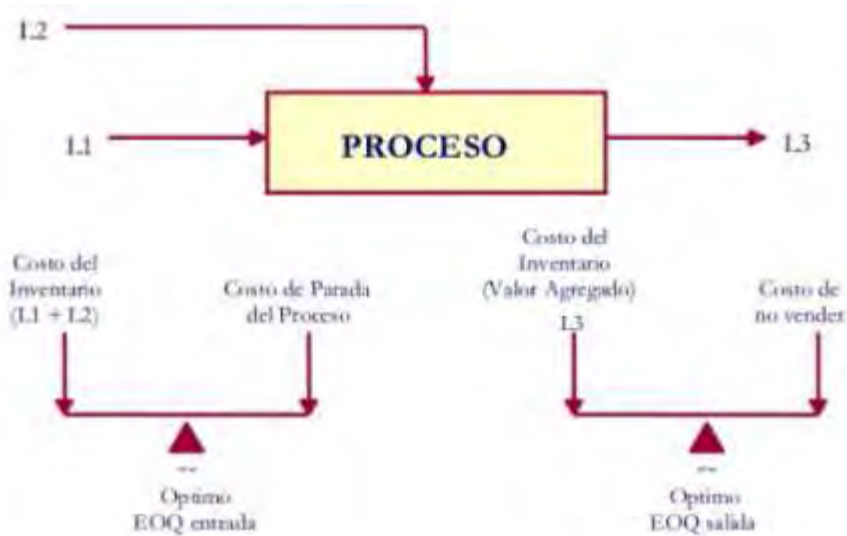 I.2
I.1
PROCESO
I.3
Costo del
Inventario
(I.1 + I.2)
Costo de Parada
del Proceso
Costo del
Inventario
(Valor Agregado)
I.3
Costo de
no vender
Optimo
EOQ entrada
Optimo
EOQ salida